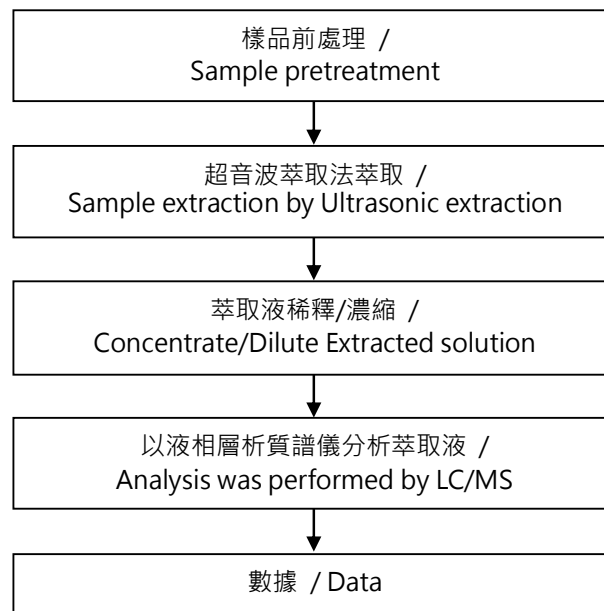 樣品前處理 /
Sample pretreatment
超音波萃取法萃取 /
Sample extraction by Ultrasonic extraction
萃取液稀釋/濃縮 /
Concentrate/Dilute Extracted solution
以液相層析質譜儀分析萃取液 /
Analysis was performed by LC/MS
數據 / Data